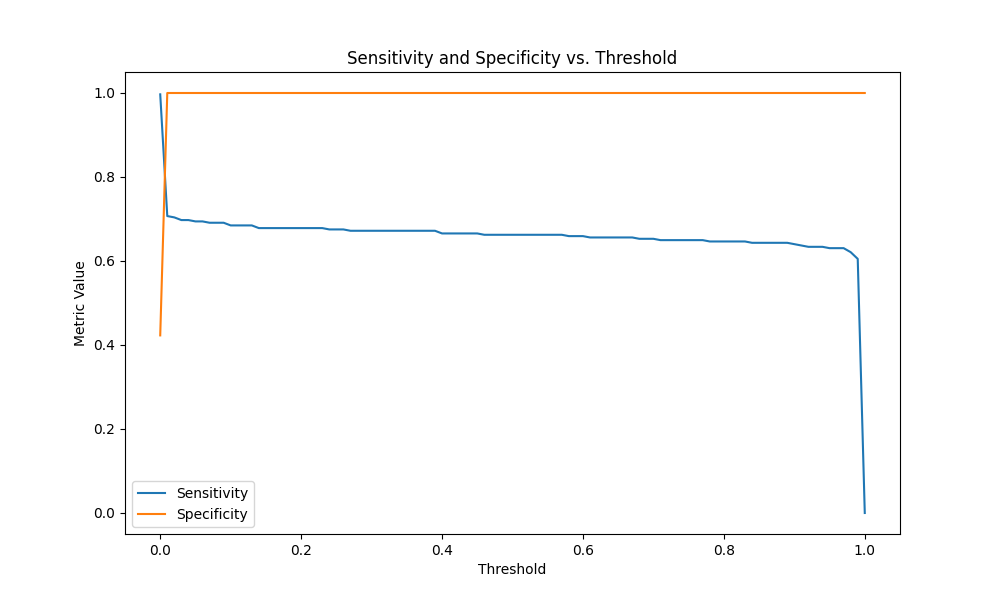 Sensitivity and Specificity vs. Threshold
Metric Value
1.0
0.8
0.6
0.4
0.2
0.0
Sensitivity
Specificity
0.0 0.2 0.4 0.6 0.8 1.0
Threshold